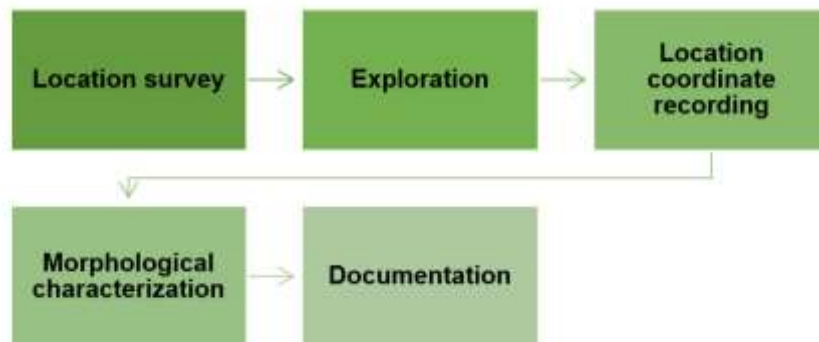 Location survey
Exploration
Location
coordinate
recording
Morphological
characterization
Documentation